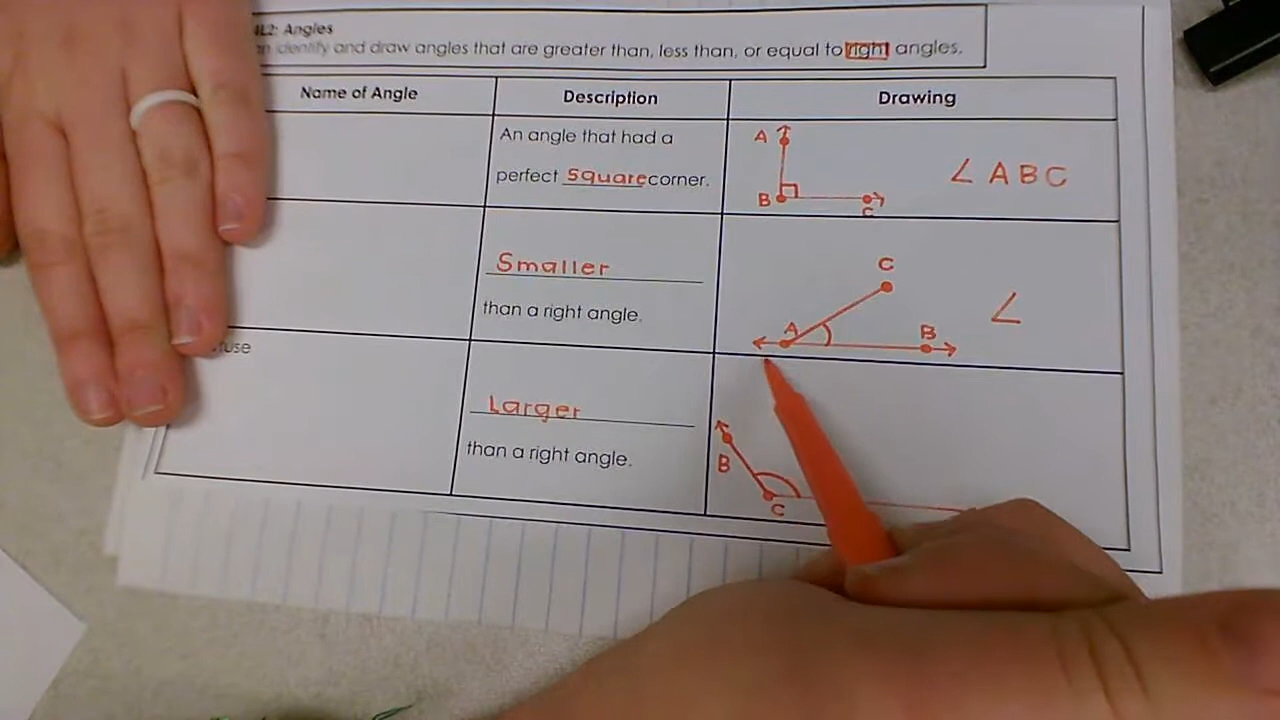 4L2: Angles
identify and draw angles that are greater than, less than, or equal to right angles.
Name of Angle Description Drawing
An angle that had a
perfect Square corner.
A
B
C
∠ABC
Smaller
than a right angle.
C
A
B
∠
Larger
than a right angle.
B
C